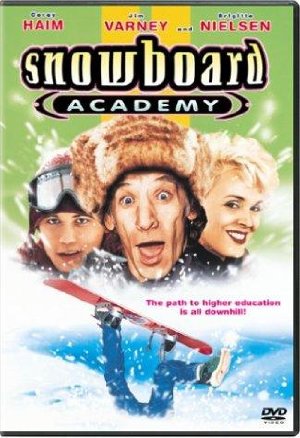 Corey HAIM Jim VARNEY and Brigitte NIELSEN
snowboard
ACADEMY
The path to higher education
is all downhill!
DVD
VIDEO